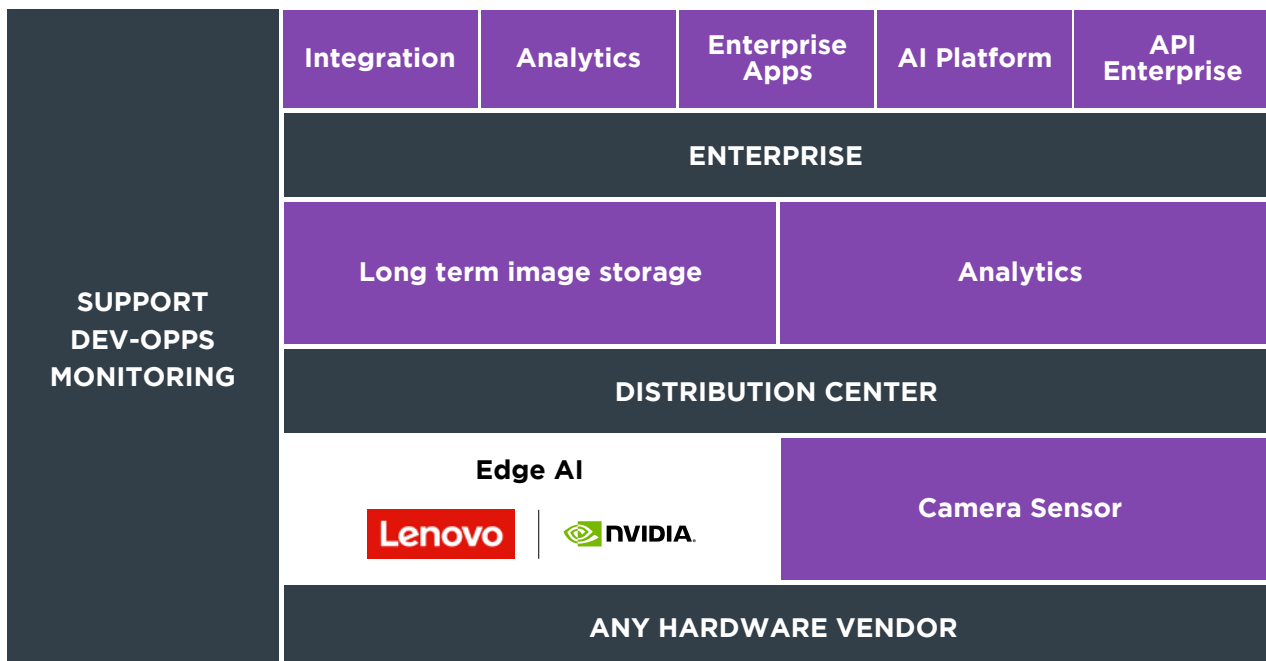 SUPPORT
DEV-OPPS
MONITORING
Integration
Analytics
Enterprise
Apps
AI Platform
API
Enterprise
ENTERPRISE
Long term image storage
Analytics
DISTRIBUTION CENTER
Edge AI
Lenovo
NVIDIA.
Camera Sensor
ANY HARDWARE VENDOR